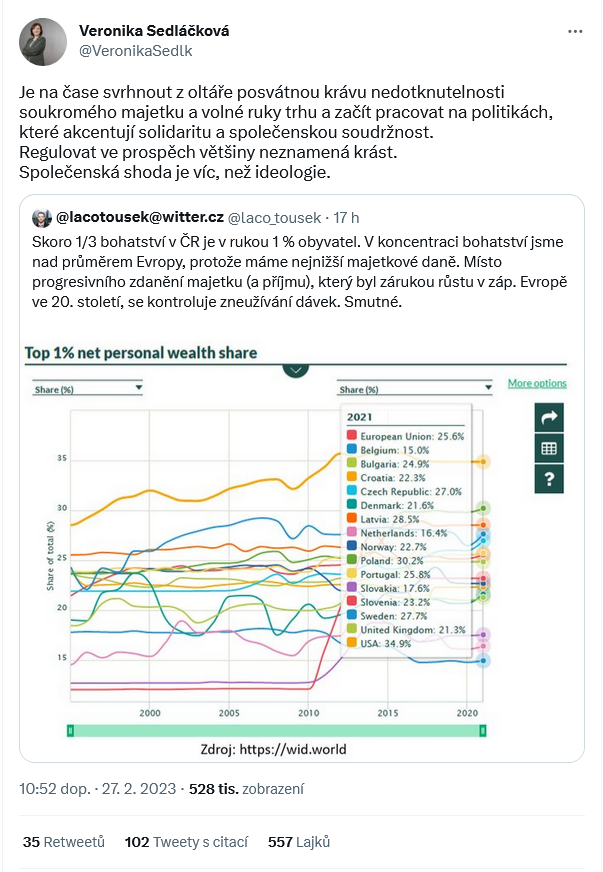 Veronika Sedláčková
@VeronikaSedlk
Je na čase svrhnout z oltáře posvátnou krávu nedotknutelnosti
soukromého majetku a volné ruky trhu a začít pracovat na politikách,
které akcentují solidaritu a společenskou soudržnost.
Regulovat ve prospěch většiny neznamená krást.
Společenská shoda je víc, než ideologie.
@lacotousek@witter.cz @laco_tousek · 17 h
Skoro 1/3 bohatství v ČR je v rukou 1 % obyvatel. V koncentraci bohatství jsme
nad průměrem Evropy, protože máme nejnižší majetkové daně. Místo
progresivního zdanění majetku (a příjmu), který byl zárukou růstu v záp. Evropě
ve 20. století, se kontroluje zneužívání dávek. Smutné.
Top 1% net personal wealth share
Share (%)
Share (%)
More options
2021
European Union: 25.6%
Belgium: 15.0%
Bulgaria: 24.9%
Croatia: 22.3%
Czech Republic: 27.0%
Denmark: 21.6%
Latvia: 28.5%
Netherlands: 16.4%
Norway: 22.7%
Poland: 30.2%
Portugal: 25.8%
Slovakia: 17.6%
Slovenia: 23.2%
Sweden: 27.7%
United Kingdom: 21.3%
USA: 34.9%
?
Share of total (%)
35
30
25
20
15
2000
2005
2010
2015
2020
Zdroj: https://wid.world
10:52 dop. · 27. 2. 2023 · 528 tis. zobrazení
35 Retweetů 102 Tweety s citací 557 Lajků